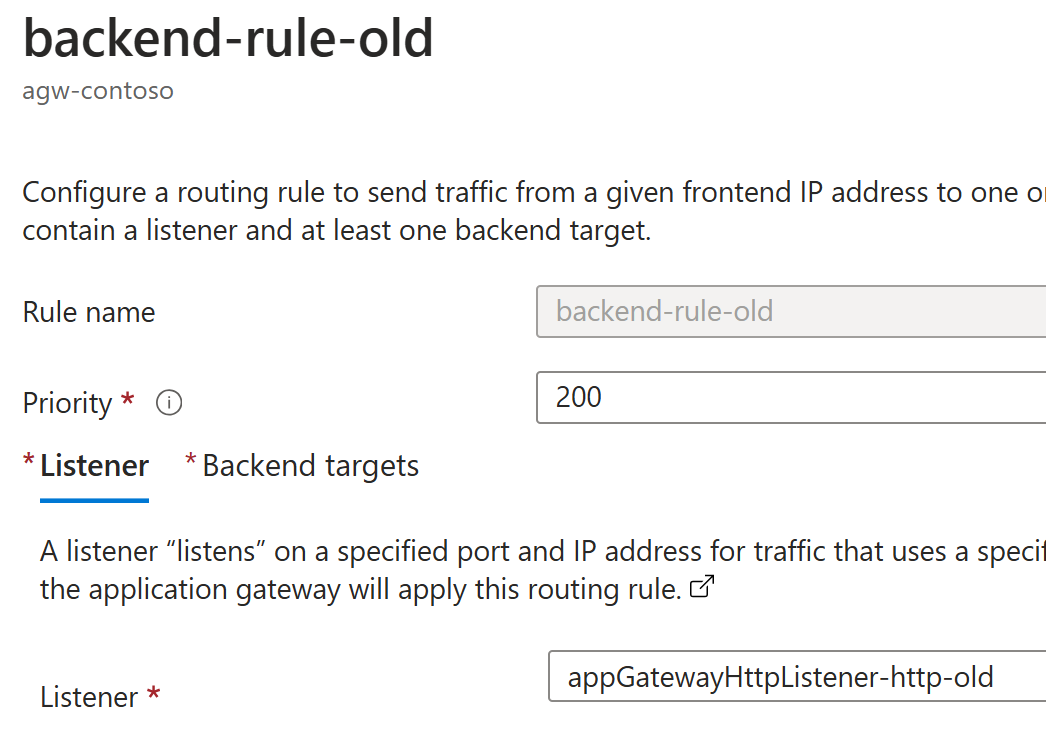 backend-rule-old
agw-contoso
Configure a routing rule to send traffic from a given frontend IP address to one
contain a listener and at least one backend target.
Rule name
backend-rule-old
Priority *
200
* Listener * Backend targets
A listener “listens” on a specified port and IP address for traffic that uses a
the application gateway will apply this routing rule.
Listener *
appGatewayHttpListener-http-old